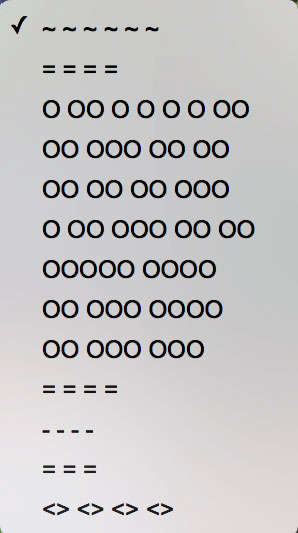 ✓ ~ ~ ~ ~ ~ ~
= = = =
O OO O O O O OO
OO OOO OO OO
OO OO OO OOO
O OO OOO OO OO
OOOOO OOOO
OO OOO OOOO
OO OOO OOO
= = = =
- - - -
= = =
<> <> <> <>